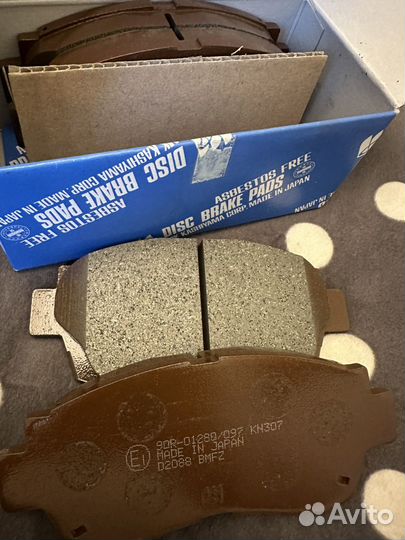 ASBESTOS FREE
DISC BRAKE PADS
KASHIYAMA CORP MADE IN JAPAN
ASBESTOS FREE
DISC BRAKE PADS
KASHIYAMA CORP MADE IN JAPAN
E1
90R-01280/097 KN307
MADE IN JAPAN
D2088 BMFZ
Avito